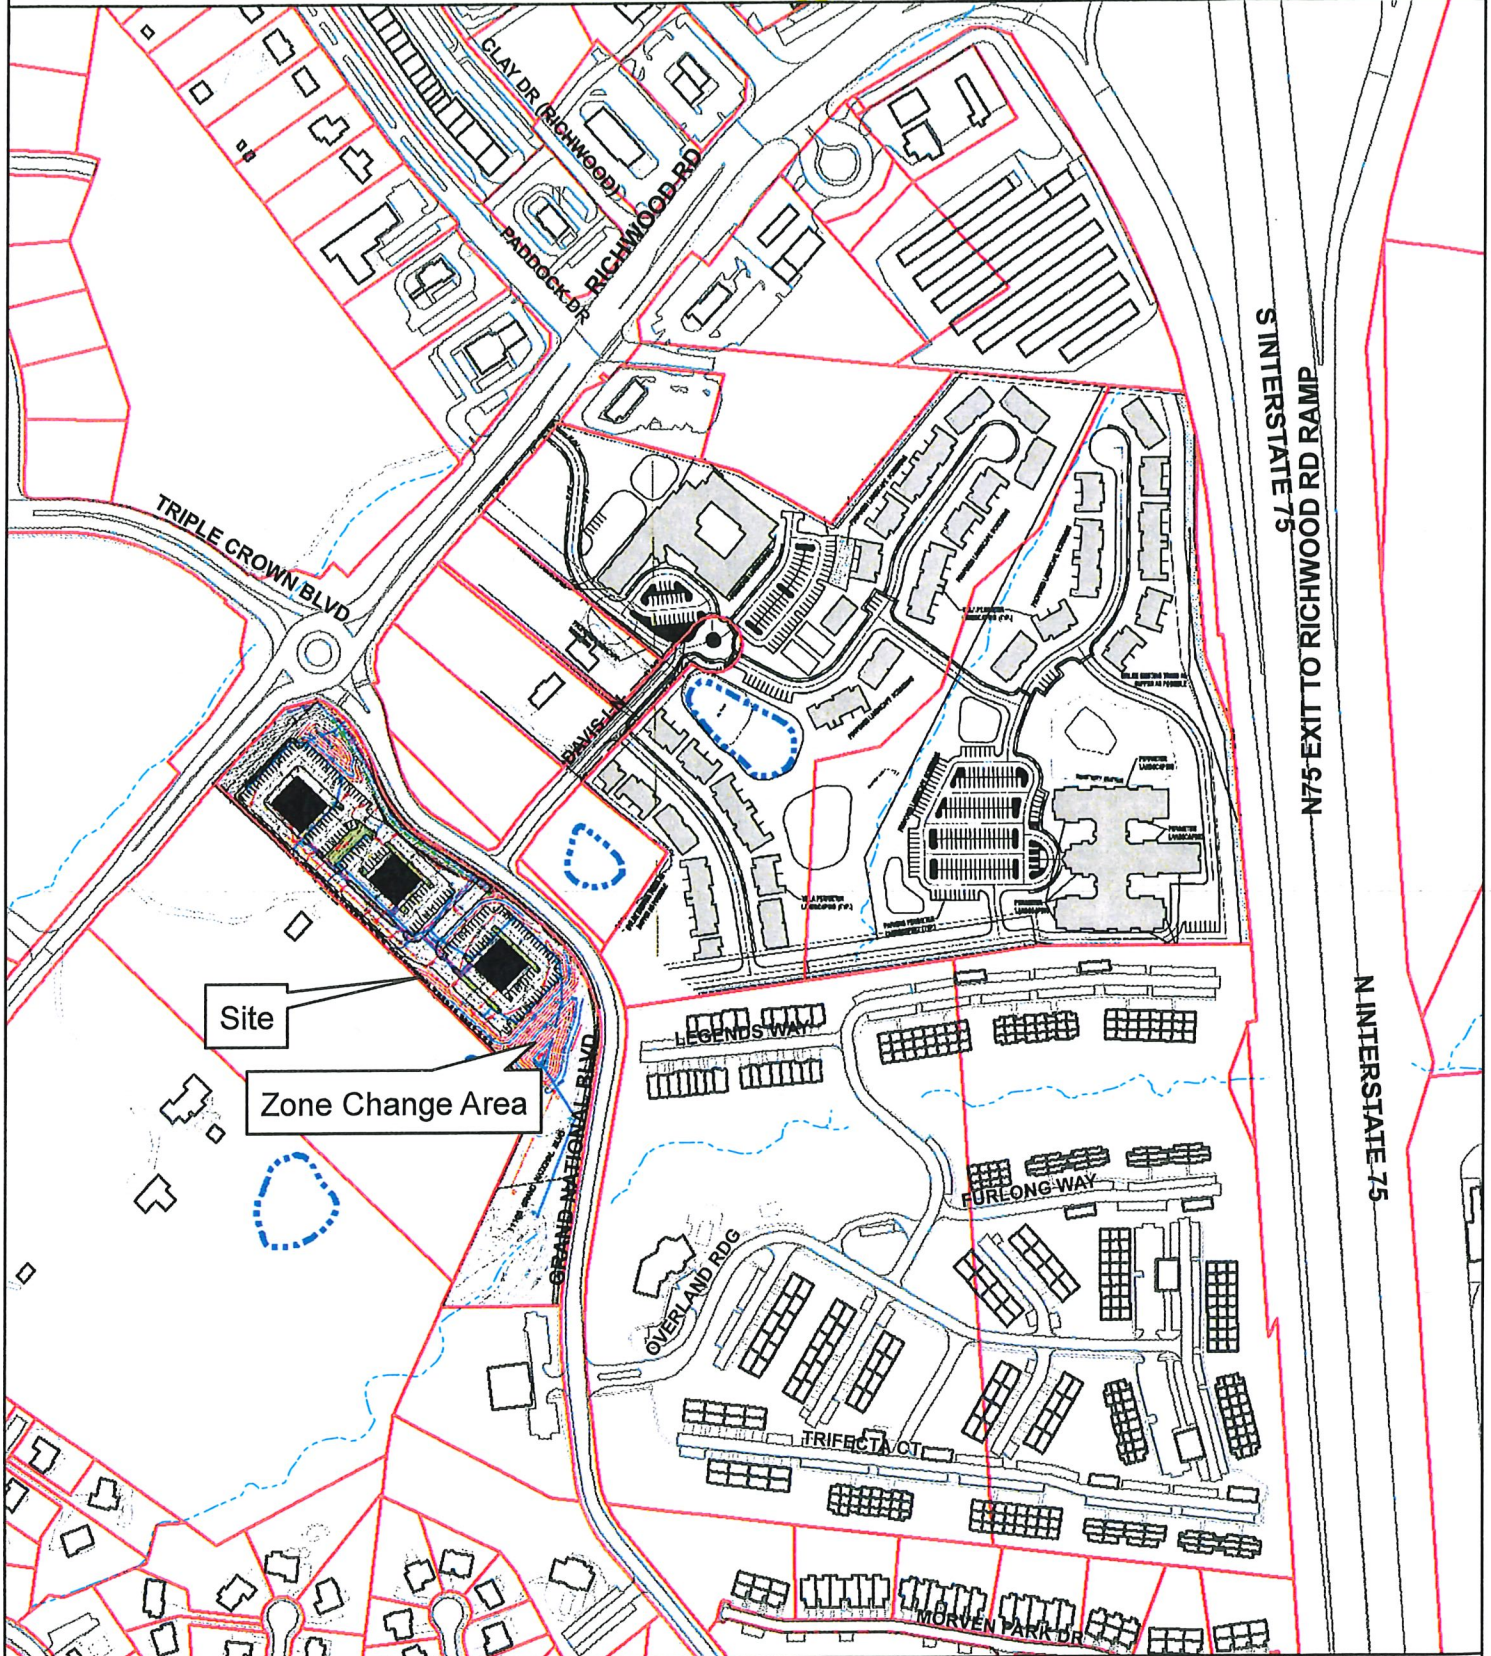 CLAY DR (RICHWOOD)
RICHWOOD RD
PADDOCK DR
S INTERSTATE 75
N75 EXIT TO RICHWOOD RD RAMP
TRIPLE CROWN BLVD
DAVIS LN
Site
Zone Change Area
LEGENDS WAY
GRAND NATIONAL BLVD
N INTERSTATE 75
FURLONG WAY
OVERLAND RDG
TRIFECTA CT
MORVEN PARK DR